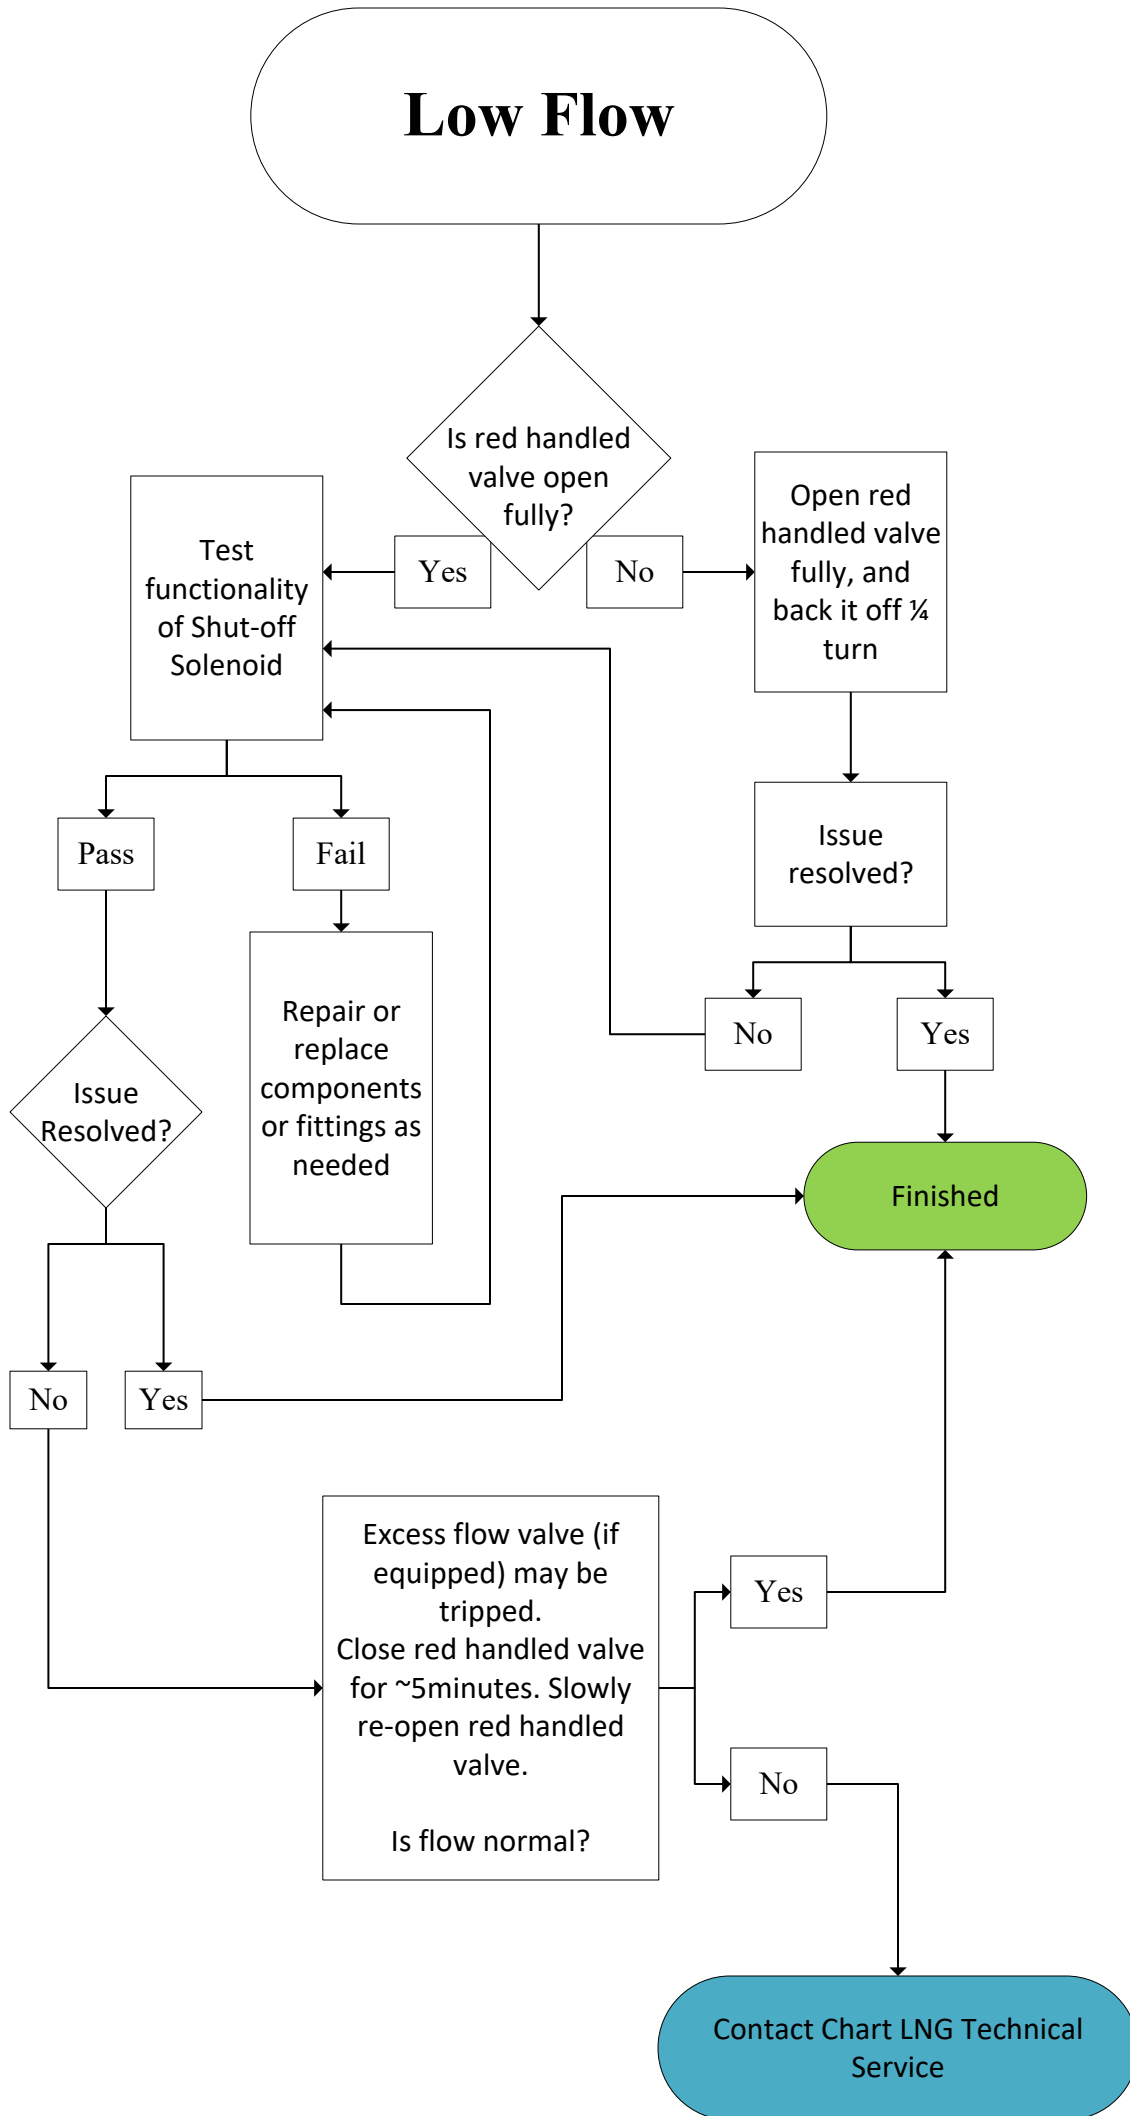 Low Flow
Is red handled
valve open
fully?
Yes
No
Test
functionality
of Shut-off
Solenoid
Open red
handled valve
fully, and
back it off ¼
turn
Pass
Fail
Issue
resolved?
Repair or
replace
components
or fittings as
needed
No
Yes
Issue
Resolved?
Finished
No
Yes
Excess flow valve (if
equipped) may be
tripped.
Close red handled valve
for ~5minutes. Slowly
re-open red handled
valve.
Is flow normal?
Yes
No
Contact Chart LNG Technical
Service